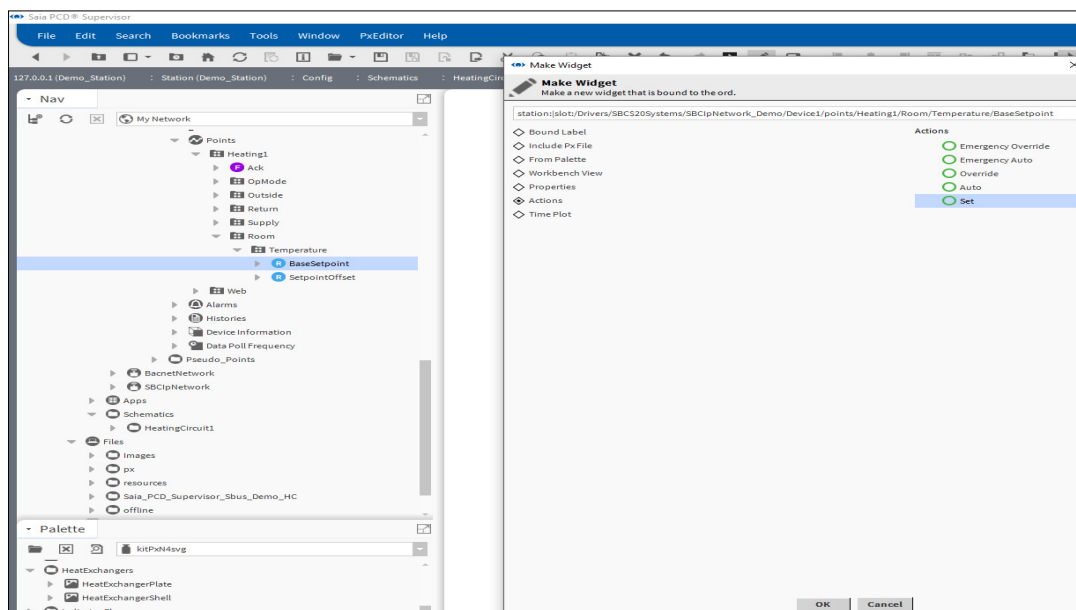 Saia PCD® Supervisor
File Edit Search Bookmarks Tools Window PxEditor Help
127.0.0.1 (Demo_Station) : Station (Demo_Station) : Config : Schematics : HeatingCir
Nav
My Network
Points
Heating1
F Ack
OpMode
Outside
Return
Supply
Room
Temperature
R BaseSetpoint
R SetpointOffset
Web
Alarms
Histories
Device Information
Data Poll Frequency
Pseudo_Points
BacnetNetwork
SBCIpNetwork
Apps
Schematics
HeatingCircuit1
Files
Images
px
resources
Saia_PCD_Supervisor_Sbus_Demo_HC
offline
Palette
kitPxN4svg
HeatExchangers
HeatExchangerPlate
HeatExchangerShell
Make Widget
Make Widget
Make a new widget that is bound to the ord.
station:|slot:/Drivers/SBCS20Systems/SBCIpNetwork_Demo/Device1/points/Heating1/Room/Temperature/BaseSetpoint
Bound Label
Include Px File
From Palette
Workbench View
Properties
Actions
Time Plot
Actions
Emergency Override
Emergency Auto
Override
Auto
Set
OK Cancel